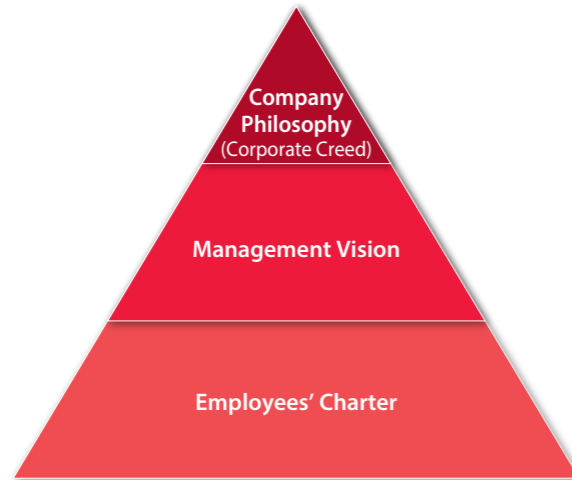 Company
Philosophy
(Corporate Creed)
Management Vision
Employees’ Charter